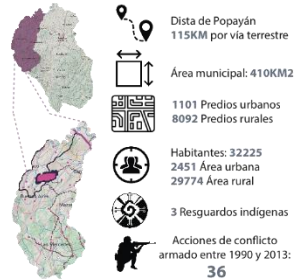 Dista de Popayán
115KM por vía terrestre
Área municipal: 410KM2
1101 Predios urbanos
8092 Predios rurales
Habitantes: 32225
2451 Área urbana
29774 Área rural
3 Resguardos indígenas
Acciones de conflicto
armado entre 1990 y 2013:
36